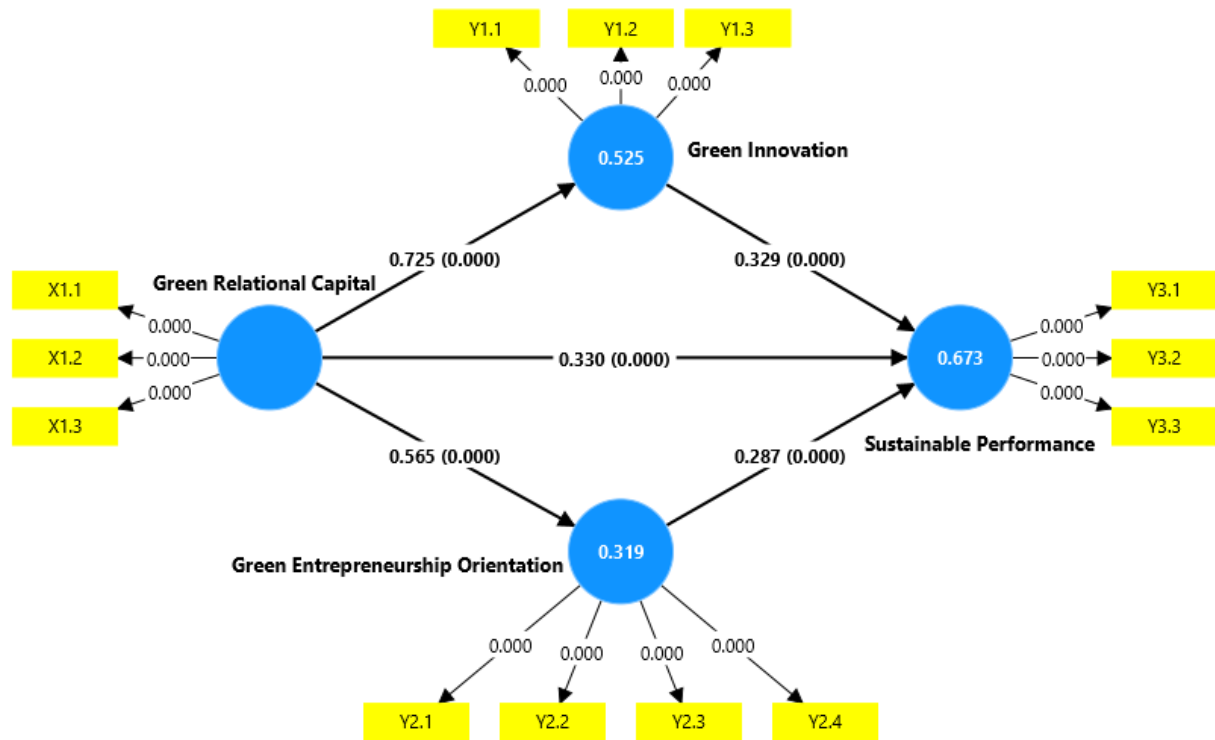 Y1.1
Y1.2
Y1.3
0.000
0.000
0.000
0.525
Green Innovation
0.725 (0.000)
0.329 (0.000)
Green Relational Capital
X1.1
X1.2
X1.3
0.000
0.000
0.000
0.330 (0.000)
0.673
0.000
0.000
0.000
Y3.1
Y3.2
Y3.3
Sustainable Performance
0.565 (0.000)
0.287 (0.000)
0.319
Green Entrepreneurship Orientation
0.000
0.000
0.000
0.000
Y2.1
Y2.2
Y2.3
Y2.4